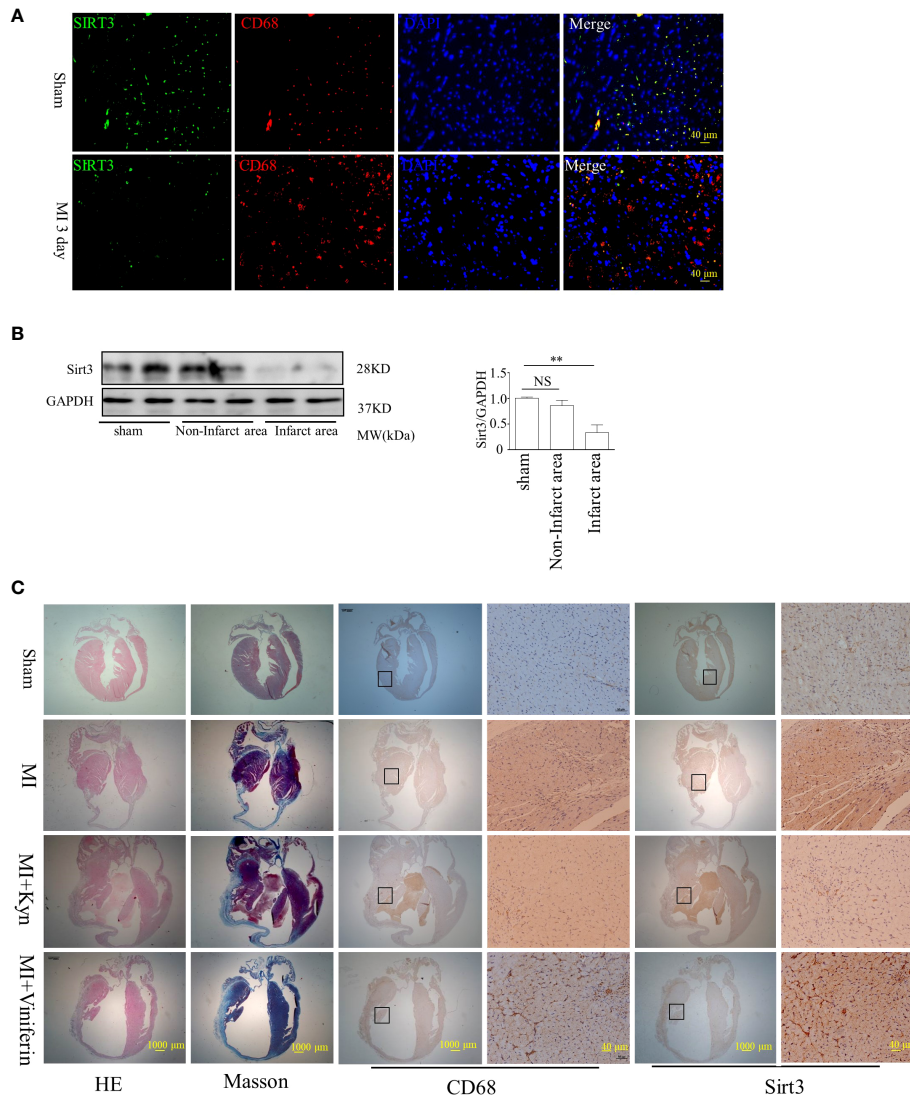 A
SIRT3 CD68 DAPI Merge
Sham
40 μm
SIRT3 CD68 Merge
MI 3 day
40 μm
B
Sirt3 28KD
GAPDH 37KD
sham Non-Infarct area Infarct area MW(kDa)
**
NS
1.5
1.0
0.5
0
Sirt3/GAPDH
sham
Non-Infarct area
Infarct area
C
Sham
MI
MI+Kyn
MI+Viniferin
1000 μm 1000 μm 1000 μm 40 μm 1000 μm 40 μm
HE Masson CD68 Sirt3